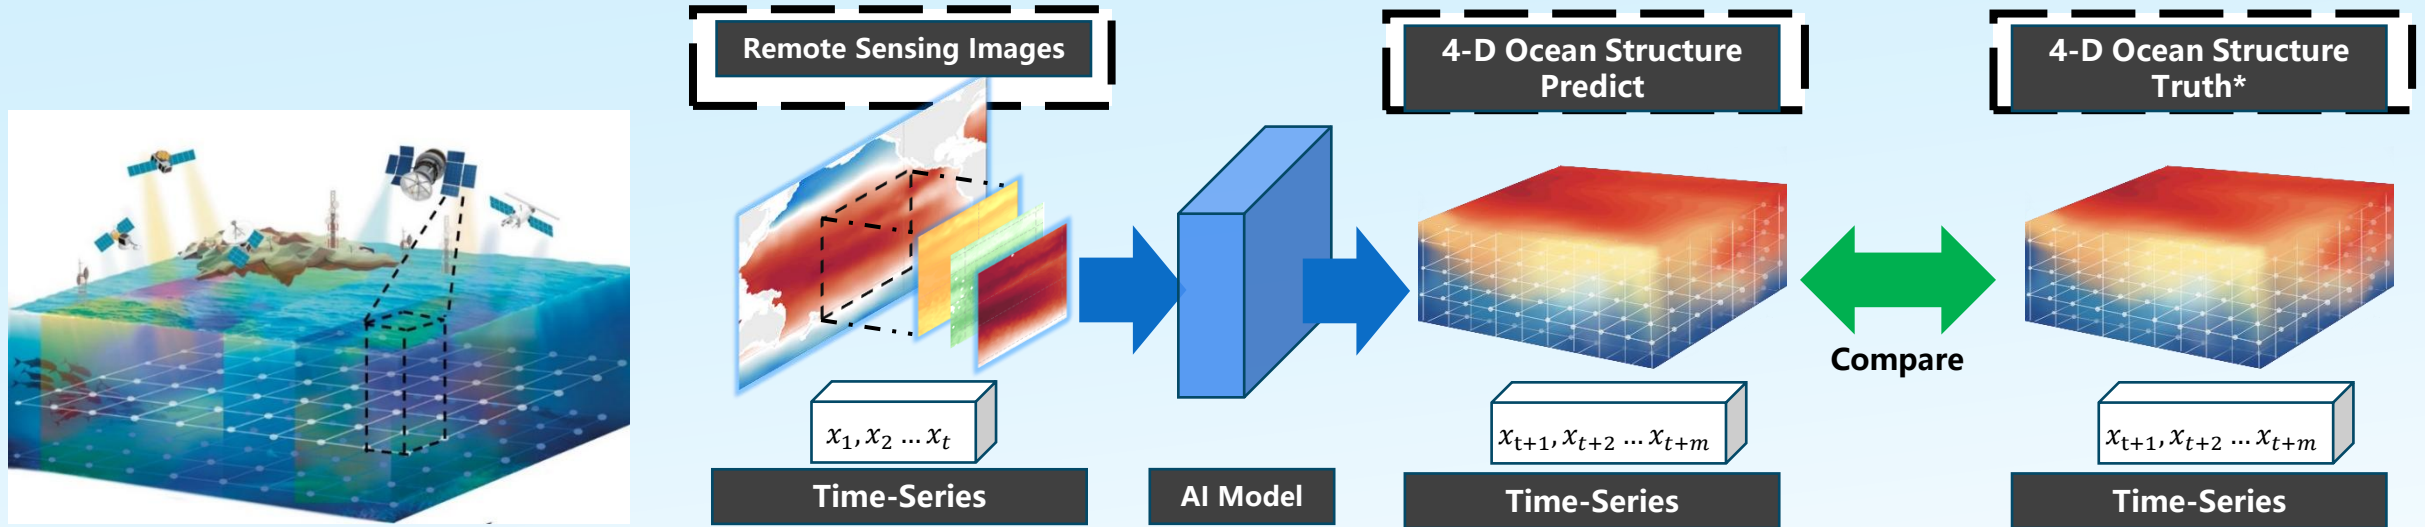 Remote Sensing Images
4-D Ocean Structure
Predict
4-D Ocean Structure
Truth*
Compare
x₁, x₂ … xₜ
xₜ₊₁, xₜ₊₂ … xₜ₊ₘ
xₜ₊₁, xₜ₊₂ … xₜ₊ₘ
Time-Series
AI Model
Time-Series
Time-Series